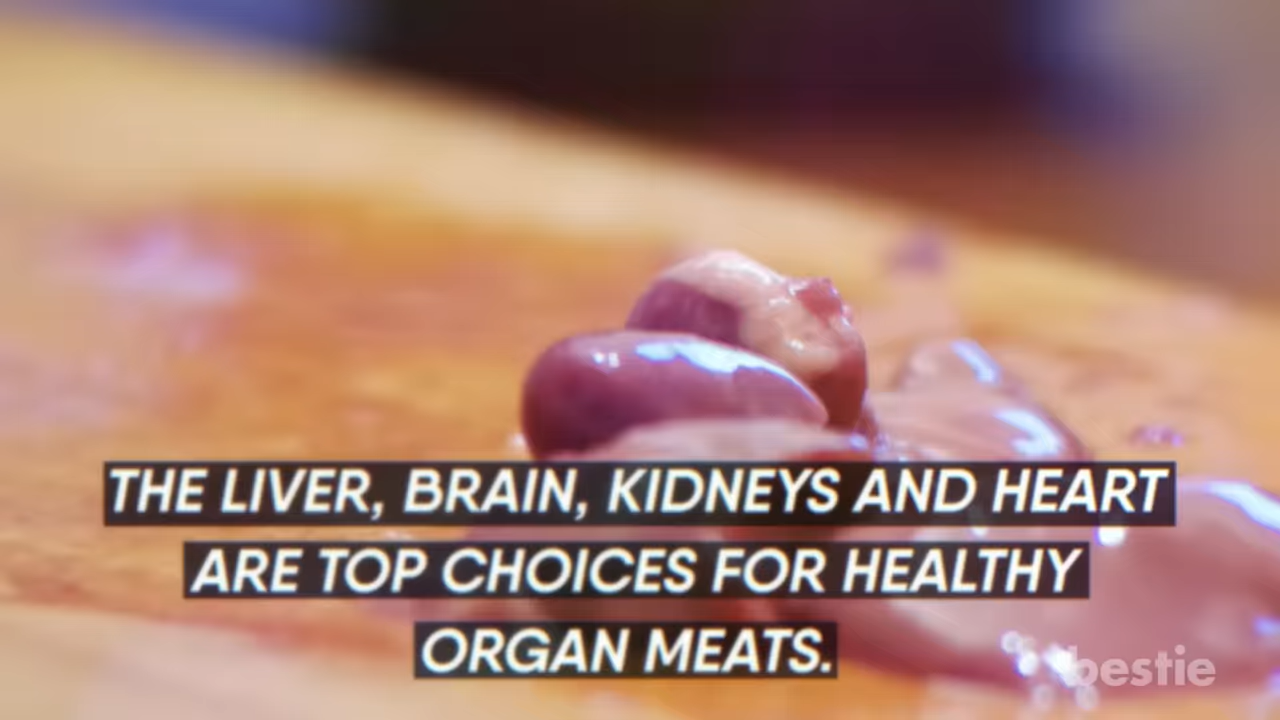 THE LIVER, BRAIN, KIDNEYS AND HEART
ARE TOP CHOICES FOR HEALTHY
ORGAN MEATS.
bestie